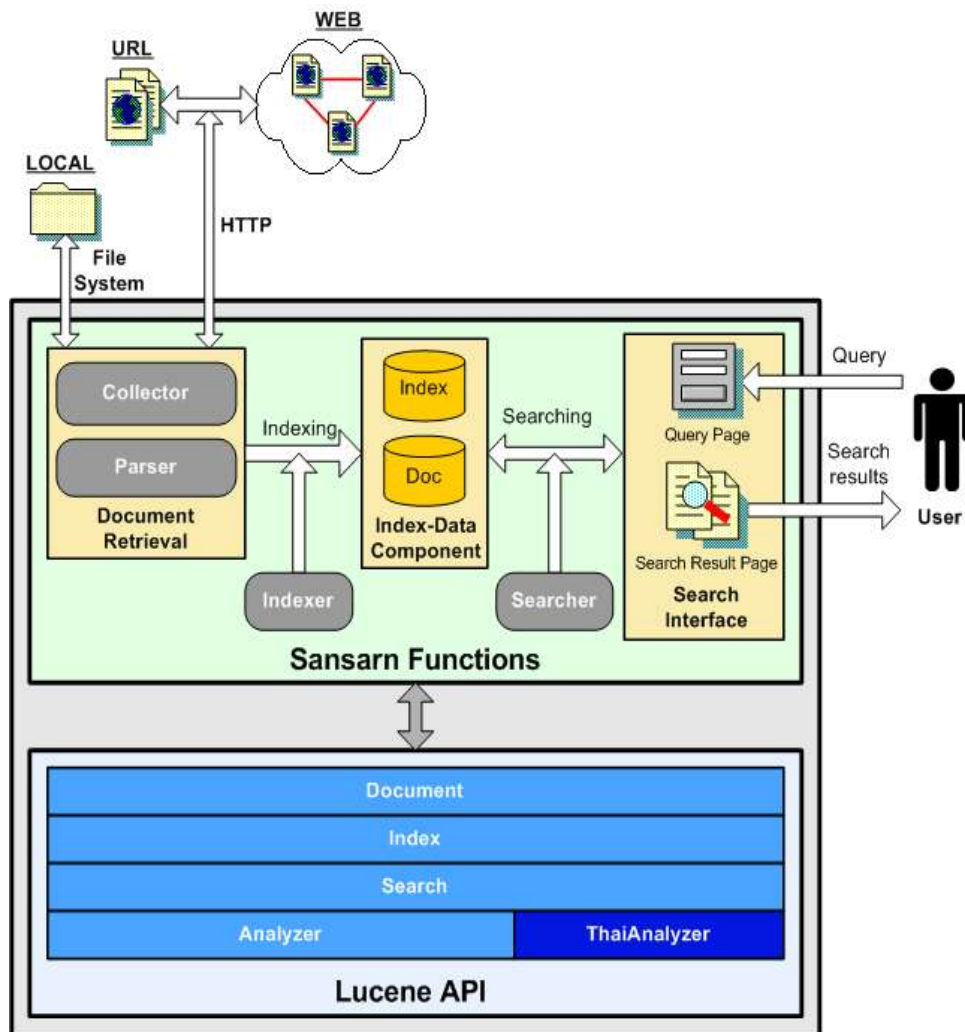 WEB
URL
LOCAL
HTTP
File
System
Collector
Parser
Document
Retrieval
Indexing
Indexer
Index
Doc
Index-Data
Component
Searching
Searcher
Query Page
Search Result Page
Search
Interface
Query
Search
results
User
Sansarn Functions
Document
Index
Search
Analyzer
ThaiAnalyzer
Lucene API